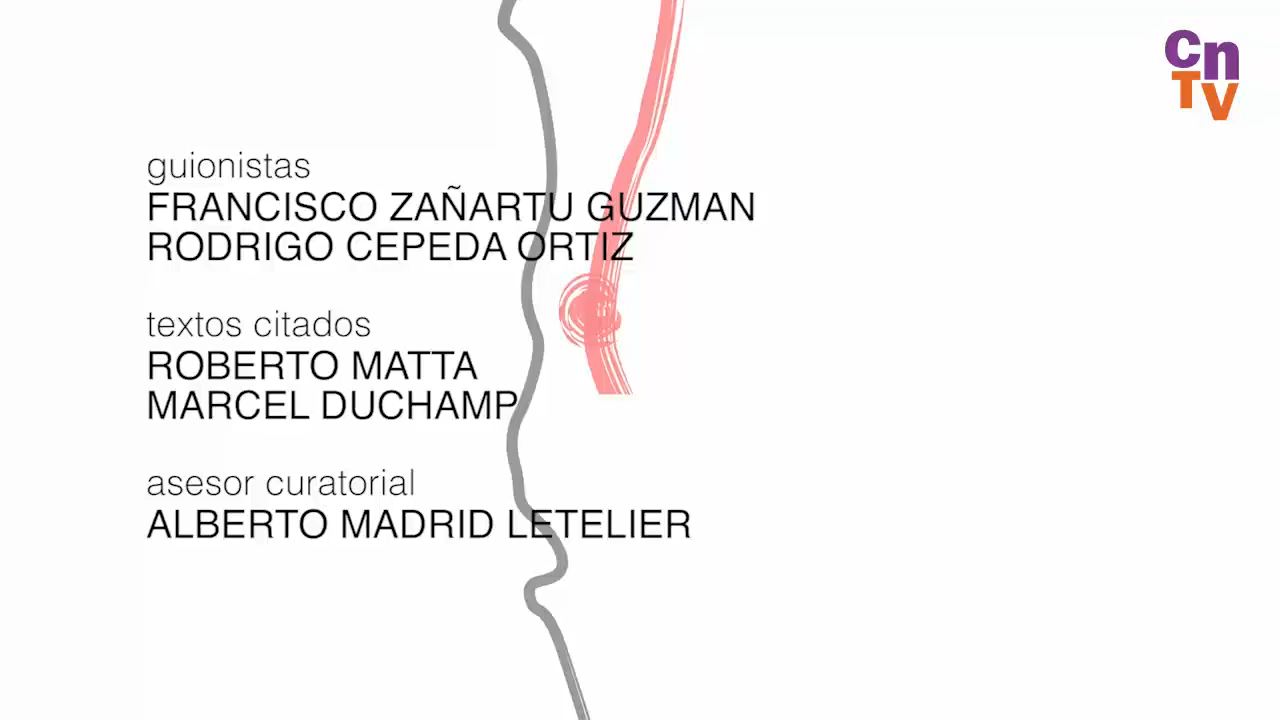 Cn
TV
guionistas
FRANCISCO ZAÑARTU GUZMAN
RODRIGO CEPEDA ORTIZ
textos citados
ROBERTO MATTA
MARCEL DUCHAMP
asesor curatorial
ALBERTO MADRID LETELIER